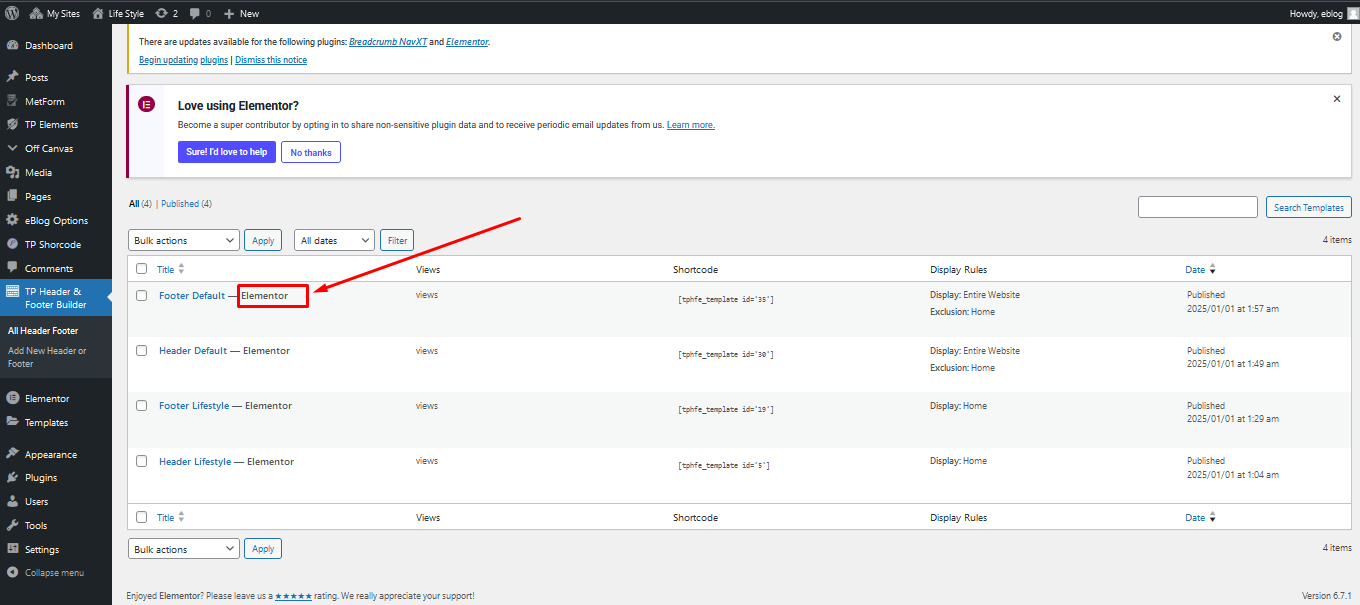 My Sites Life Style 2 0 New Howdy, eblog
Dashboard
Posts
MetForm
TP Elements
Off Canvas
Media
Pages
eBlog Options
TP Shorcode
Comments
TP Header &
Footer Builder
All Header Footer
Add New Header or
Footer
Elementor
Templates
Appearance
Plugins
Users
Tools
Settings
Collapse menu
There are updates available for the following plugins: Breadcrumb NavXT and Elementor.
Begin updating plugins | Dismiss this notice
Love using Elementor?
Become a super contributor by opting in to share non-sensitive plugin data and to receive periodic email updates from us. Learn more.
Sure! I'd love to help No thanks
All (4) | Published (4)
Search Templates
Bulk actions Apply All dates Filter
4 items
Title Views Shortcode Display Rules Date
Footer Default — Elementor views [tphfe_template id='35'] Display: Entire Website Published
Exclusion: Home 2025/01/01 at 1:57 am
Header Default — Elementor views [tphfe_template id='30'] Display: Entire Website Published
Exclusion: Home 2025/01/01 at 1:49 am
Footer Lifestyle — Elementor views [tphfe_template id='19'] Display: Home Published
2025/01/01 at 1:29 am
Header Lifestyle — Elementor views [tphfe_template id='5'] Display: Home Published
2025/01/01 at 1:04 am
Title Views Shortcode Display Rules Date
Bulk actions Apply 4 items
Enjoyed Elementor? Please leave us a ★★★★★ rating. We really appreciate your support! Version 6.7.1